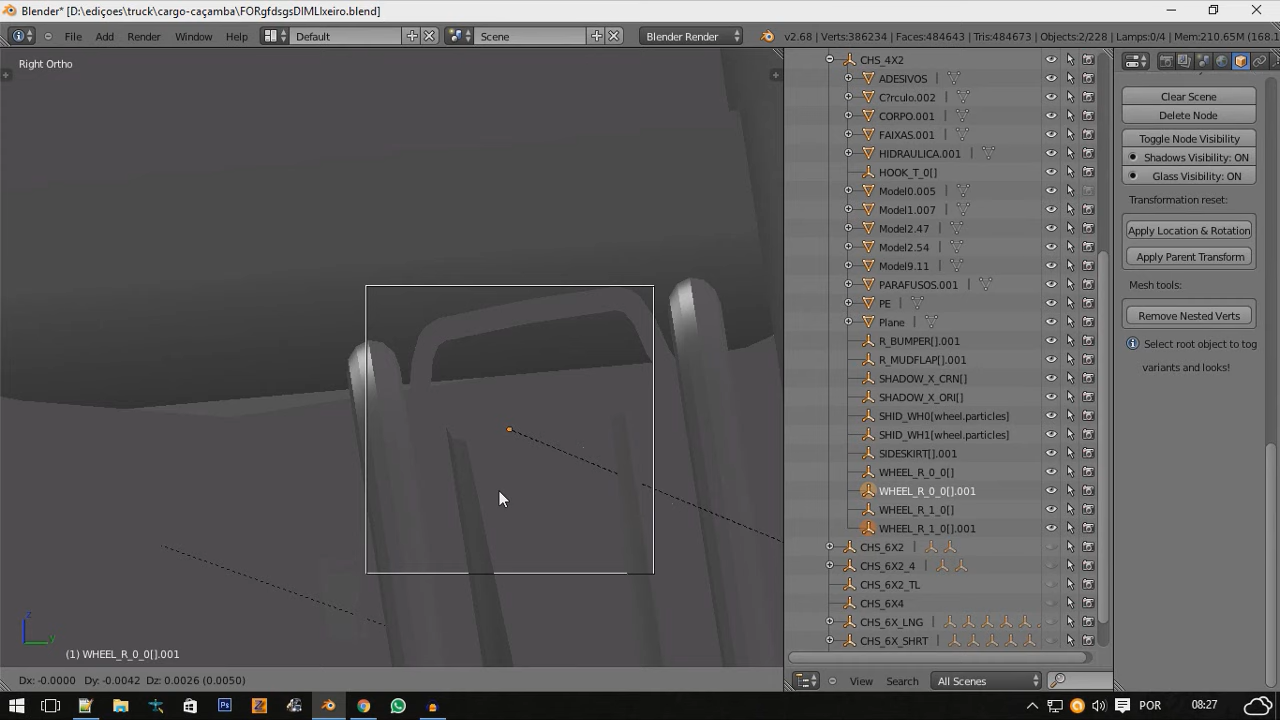 Blender* [D:\ediçoes\truck\cargo-caçamba\FORgfdsgsDIMLIxeiro.blend]
File Add Render Window Help Default Scene Blender Render v2.68 | Verts:386234 | Faces:484643 | Tris:484673 | Objects:2/228 | Lamps:0/4 | Mem:210.65M (168.1
Right Ortho
CHS_4X2
ADESIVOS
C?rculo.002
CORPO.001
FAIXAS.001
HIDRAULICA.001
HOOK_T_0[]
Model0.005
Model1.007
Model2.47
Model2.54
Model9.11
PARAFUSOS.001
PE
Plane
R_BUMPER[].001
R_MUDFLAP[].001
SHADOW_X_CRN[]
SHADOW_X_ORI[]
SHID_WH0[wheel.particles]
SHID_WH1[wheel.particles]
SIDESKIRT[].001
WHEEL_R_0_0[]
WHEEL_R_0_0[].001
WHEEL_R_1_0[]
WHEEL_R_1_0[].001
CHS_6X2
CHS_6X2_4
CHS_6X2_TL
CHS_6X4
CHS_6X_LNG
CHS_6X_SHRT
Clear Scene
Delete Node
Toggle Node Visibility
Shadows Visibility: ON
Glass Visibility: ON
Transformation reset:
Apply Location & Rotation
Apply Parent Transform
Mesh tools:
Remove Nested Verts
Select root object to tog
variants and looks!
z
y
(1) WHEEL_R_0_0[].001
Dx: -0.0000 Dy: -0.0042 Dz: 0.0026 (0.0050)
View Search All Scenes
POR 08:27